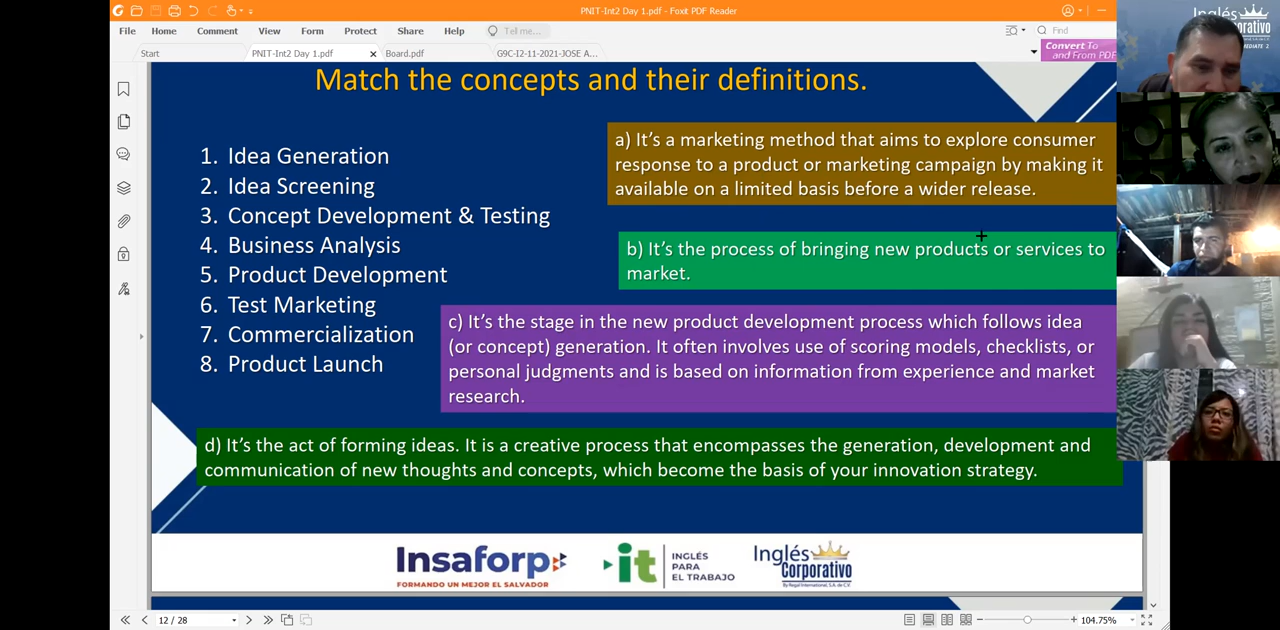 PNIT-Int2 Day 1.pdf - Foxit PDF Reader
File Home Comment View Form Protect Share Help Tell me... Find
Start PNIT-Int2 Day 1.pdf × Board.pdf G9C-I2-11-2021-JOSE A...
Convert To
and From PDF
Match the concepts and their definitions.
1. Idea Generation
2. Idea Screening
3. Concept Development & Testing
4. Business Analysis
5. Product Development
6. Test Marketing
7. Commercialization
8. Product Launch
a) It’s a marketing method that aims to explore consumer
response to a product or marketing campaign by making it
available on a limited basis before a wider release.
b) It’s the process of bringing new products or services to
market.
c) It’s the stage in the new product development process which follows idea
(or concept) generation. It often involves use of scoring models, checklists, or
personal judgments and is based on information from experience and market
research.
d) It’s the act of forming ideas. It is a creative process that encompasses the generation, development and
communication of new thoughts and concepts, which become the basis of your innovation strategy.
Insaforp
FORMANDO UN MEJOR EL SALVADOR
it
INGLÉS
PARA
EL TRABAJO
Inglés
Corporativo
By Regal International, S.A. de C.V.
12 / 28
104.75%
Inglés